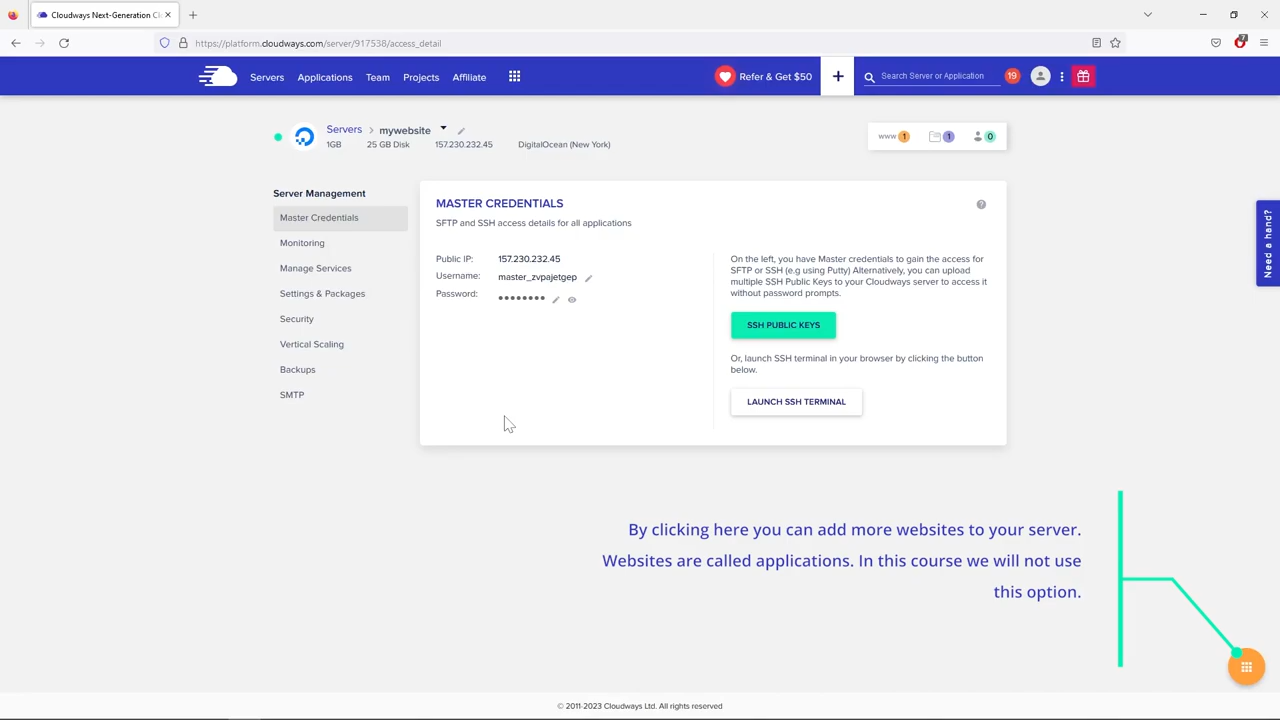 Cloudways Next-Generation Cl
https://platform.cloudways.com/server/917538/access_detail
7
Servers Applications Team Projects Affiliate
Refer & Get $50
+
Search Server or Application
19
Servers > mywebsite
1GB 25 GB Disk 157.230.232.45 DigitalOcean (New York)
www 1 1 0
Server Management
Master Credentials
Monitoring
Manage Services
Settings & Packages
Security
Vertical Scaling
Backups
SMTP
MASTER CREDENTIALS
?
SFTP and SSH access details for all applications
Public IP: 157.230.232.45
Username: master_zvpajetgep
Password: ••••••••
On the left, you have Master credentials to gain the access for
SFTP or SSH (e.g using Putty) Alternatively, you can upload
multiple SSH Public Keys to your Cloudways server to access it
without password prompts.
SSH PUBLIC KEYS
Or, launch SSH terminal in your browser by clicking the button
below.
LAUNCH SSH TERMINAL
Need a hand?
By clicking here you can add more websites to your server.
Websites are called applications. In this course we will not use
this option.
© 2011-2023 Cloudways Ltd. All rights reserved